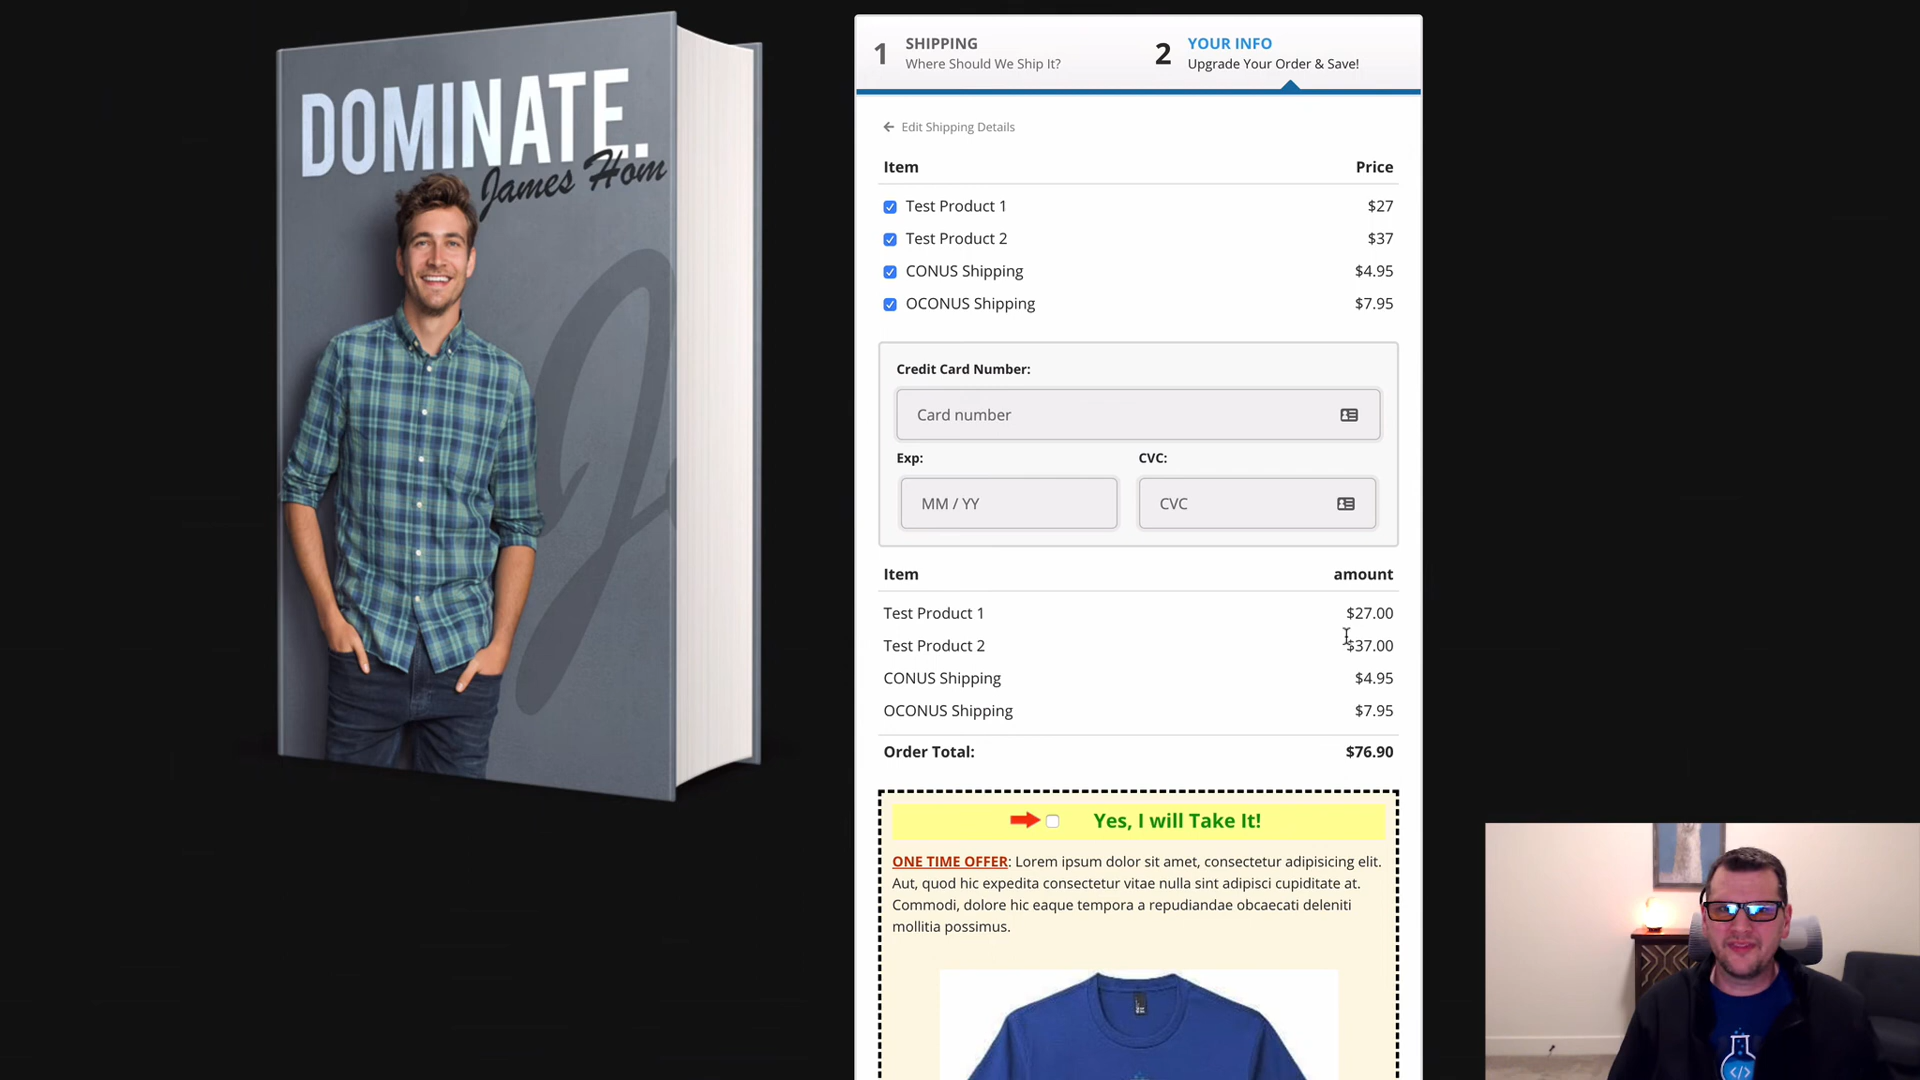 DOMINATE.
James Hom
1 SHIPPING
Where Should We Ship It?
2 YOUR INFO
Upgrade Your Order & Save!
Edit Shipping Details
Item Price
Test Product 1 $27
Test Product 2 $37
CONUS Shipping $4.95
OCONUS Shipping $7.95
Credit Card Number:
Card number
Exp: CVC:
MM / YY CVC
Item amount
Test Product 1 $27.00
Test Product 2 $37.00
CONUS Shipping $4.95
OCONUS Shipping $7.95
Order Total: $76.90
Yes, I will Take It!
ONE TIME OFFER: Lorem ipsum dolor sit amet, consectetur adipisicing elit.
Aut, quod hic expedita consectetur vitae nulla sint adipisci cupiditate at.
Commodi, dolore hic eaque tempora a repudiandae obcaecati deleniti
mollitia possimus.